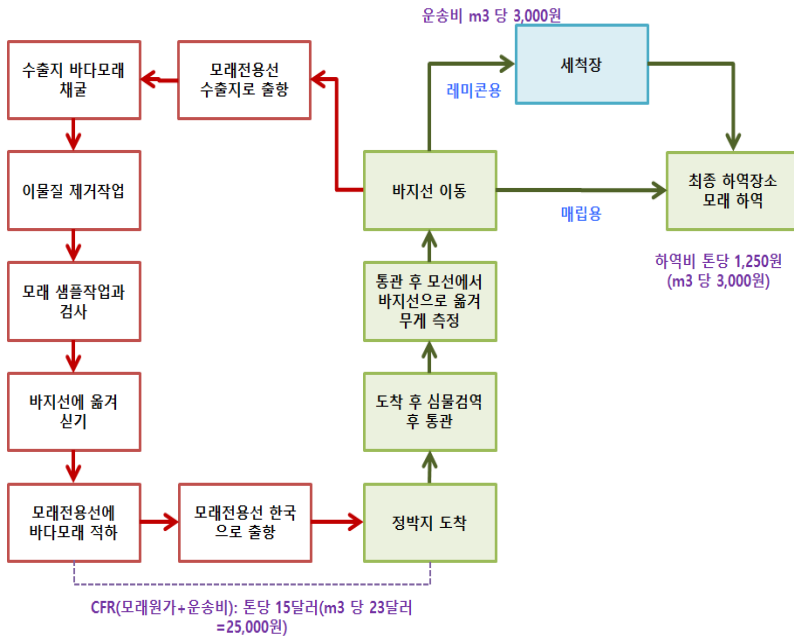 운송비 m3 당 3,000원
수출지 바다모래
채굴
모래전용선
수출지로 출항
세척장
레미콘용
이물질 제거작업
바지선 이동
매립용
최종 하역장소
모래 하역
하역비 톤당 1,250원
(m3 당 3,000원)
모래 샘플작업과
검사
통관 후 모선에서
바지선으로 옮겨
무게 측정
바지선에 옮겨
싣기
도착 후 심물검역
후 통관
모래전용선에
바다모래 적하
모래전용선 한국
으로 출항
정박지 도착
CFR(모래원가+운송비): 톤당 15달러(m3 당 23달러
=25,000원)